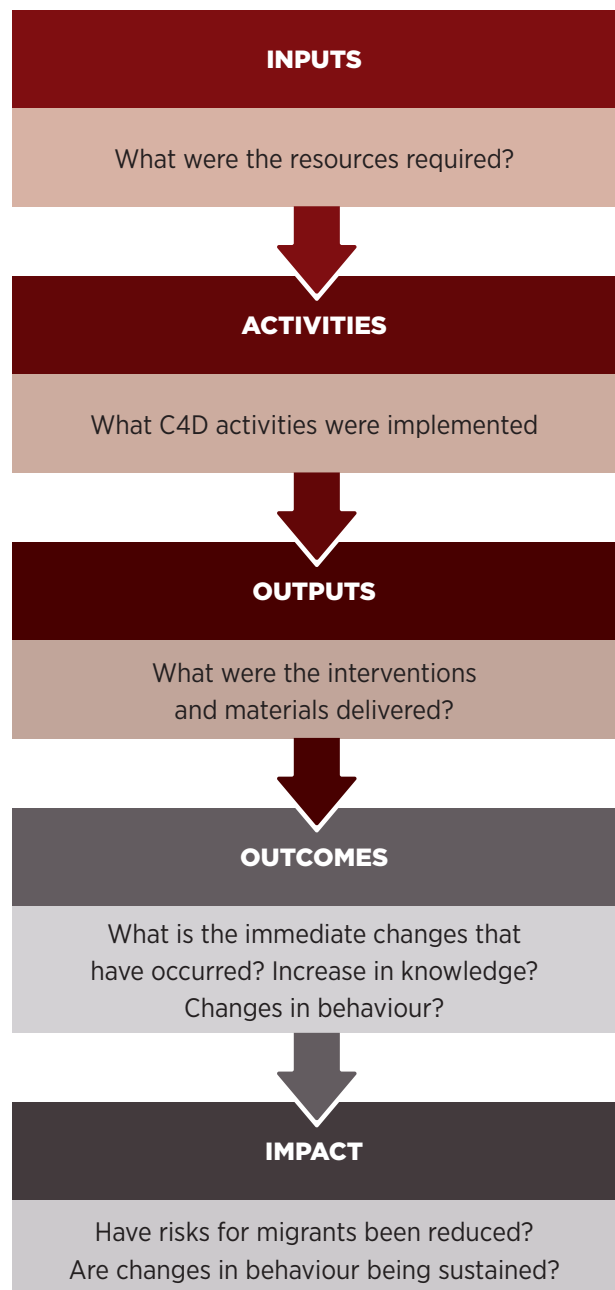 INPUTS
What were the resources required?
ACTIVITIES
What C4D activities were implemented
OUTPUTS
What were the interventions
and materials delivered?
OUTCOMES
What is the immediate changes that
have occurred? Increase in knowledge?
Changes in behaviour?
IMPACT
Have risks for migrants been reduced?
Are changes in behaviour being sustained?